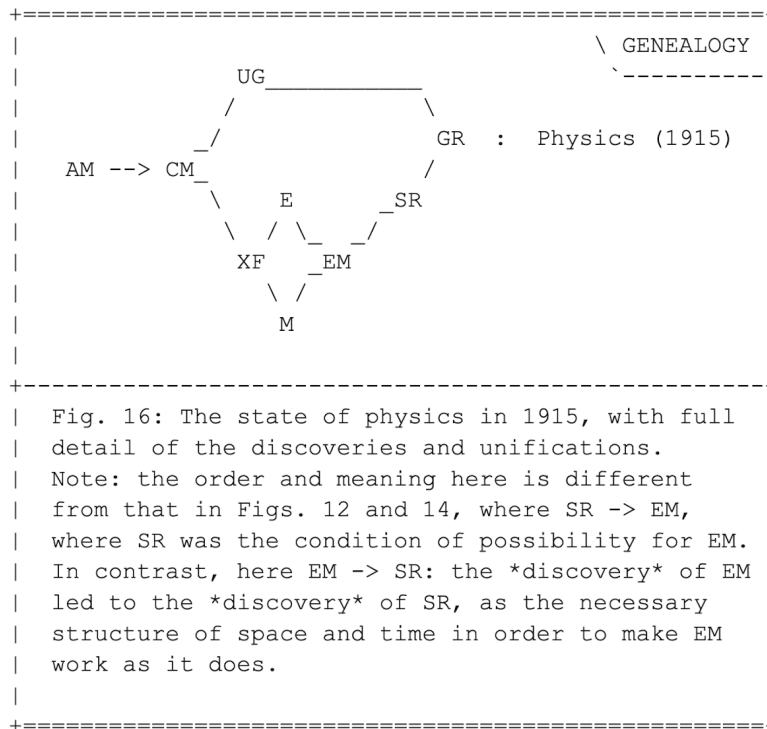 \ GENEALOGY
UG___________ `----------
/ \
_/ GR : Physics (1915)
AM --> CM_ /
\ E _SR
\ / \_ _/
XF _EM
\ /
M
Fig. 16: The state of physics in 1915, with full
detail of the discoveries and unifications.
Note: the order and meaning here is different
from that in Figs. 12 and 14, where SR -> EM,
where SR was the condition of possibility for EM.
In contrast, here EM -> SR: the *discovery* of EM
led to the *discovery* of SR, as the necessary
structure of space and time in order to make EM
work as it does.